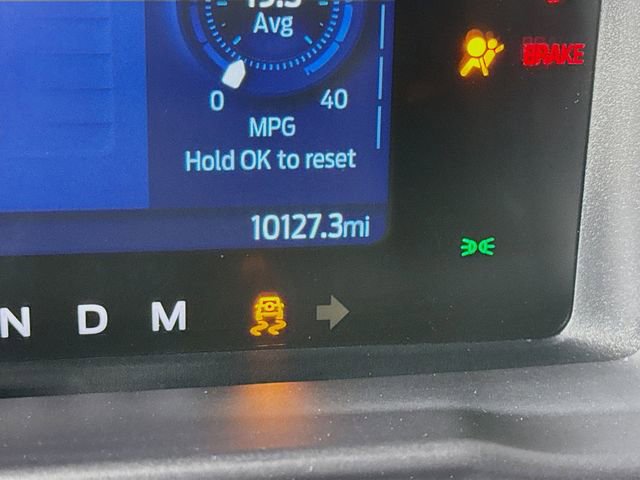 Avg
BRAKE
0 40
MPG
Hold OK to reset
10127.3mi
N D M